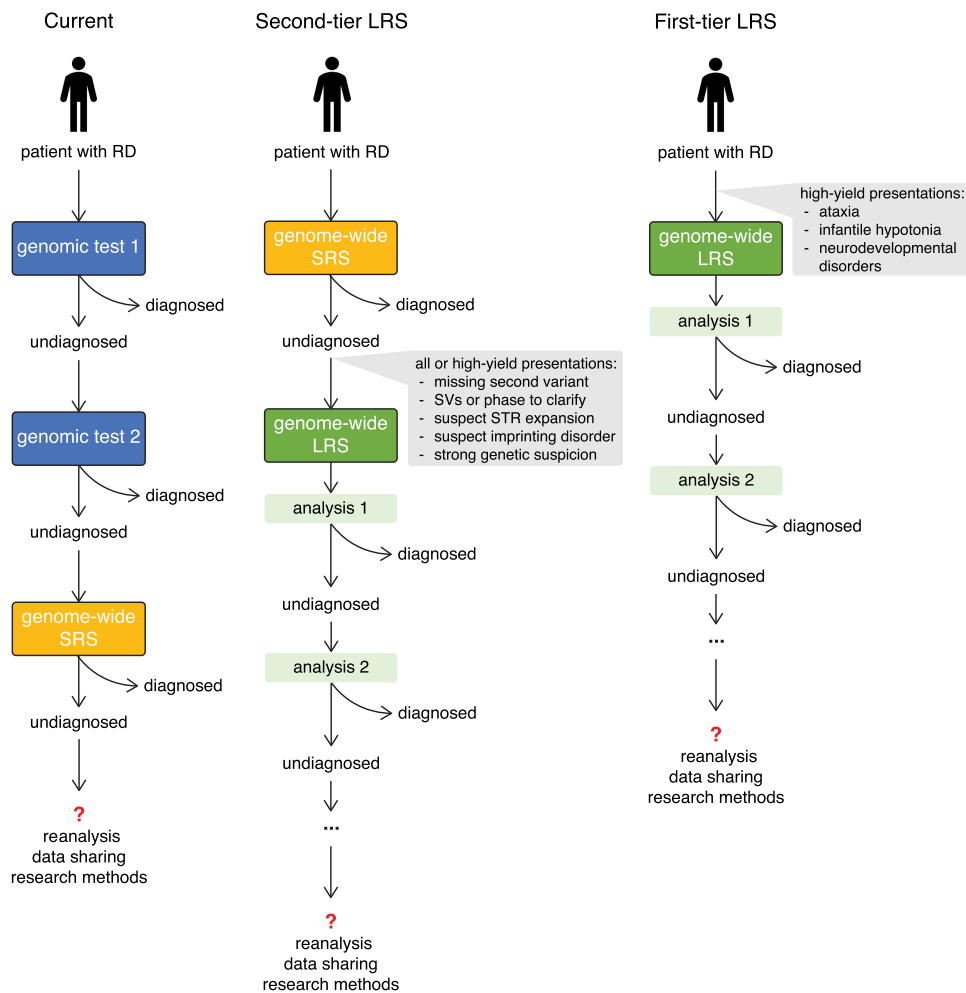 Current
patient with RD
genomic test 1
diagnosed
undiagnosed
genomic test 2
diagnosed
undiagnosed
genome-wide
SRS
diagnosed
undiagnosed
?
reanalysis
data sharing
research methods
Second-tier LRS
patient with RD
genome-wide
SRS
diagnosed
undiagnosed
all or high-yield presentations:
- missing second variant
- SVs or phase to clarify
- suspect STR expansion
- suspect imprinting disorder
- strong genetic suspicion
genome-wide
LRS
analysis 1
diagnosed
undiagnosed
analysis 2
diagnosed
undiagnosed
...
?
reanalysis
data sharing
research methods
First-tier LRS
patient with RD
high-yield presentations:
- ataxia
- infantile hypotonia
- neurodevelopmental
disorders
genome-wide
LRS
analysis 1
diagnosed
undiagnosed
analysis 2
diagnosed
undiagnosed
...
?
reanalysis
data sharing
research methods